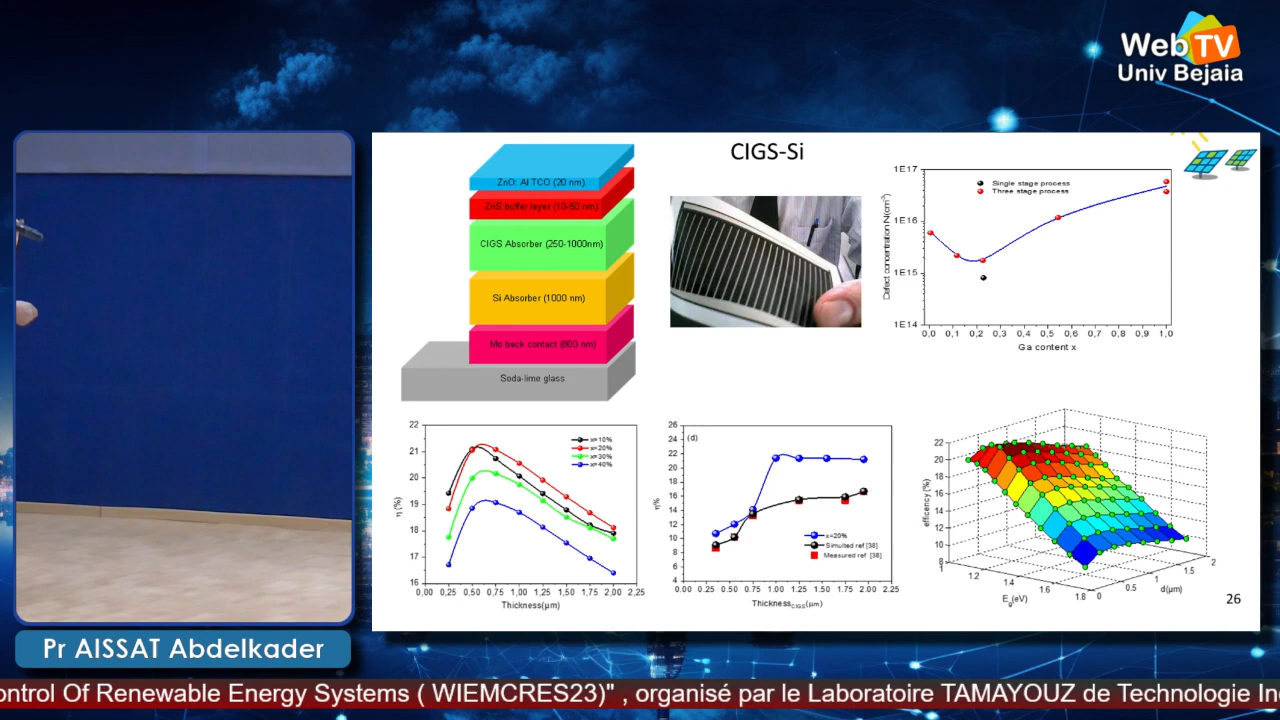 Web TV
Univ Bejaia
CIGS-Si
ZnO: Al TCO (20 nm)
ZnS buffer layer (10-50 nm)
CIGS Absorber (250-1000nm)
Si Absorber (1000 nm)
Mo back contact (800 nm)
Soda-lime glass
Defect concentration N(cm-3)
1E17
1E16
1E15
1E14
Single stage process
Three stage process
0,0 0,1 0,2 0,3 0,4 0,5 0,6 0,7 0,8 0,9 1,0
Ga content x
η (%)
22
21
20
19
18
17
16
x=10%
x=20%
x=30%
x=40%
0,00 0,25 0,50 0,75 1,00 1,25 1,50 1,75 2,00 2,25
Thickness(µm)
η%
(d)
26
24
22
20
18
16
14
12
10
8
6
4
x=20%
Simulted ref [38]
Measured ref [38]
0.00 0.25 0.50 0.75 1.00 1.25 1.50 1.75 2.00 2.25
ThicknessCIGS(µm)
efficency (%)
22
20
18
16
14
12
10
8
1 1.2 1.4 1.6 1.8
Eg(eV)
0 0.5 1 1.5 2
d(µm)
26
Pr AISSAT Abdelkader
ontrol Of Renewable Energy Systems ( WIEMCRES23)" , organisé par le Laboratoire TAMAYOUZ de Technologie In